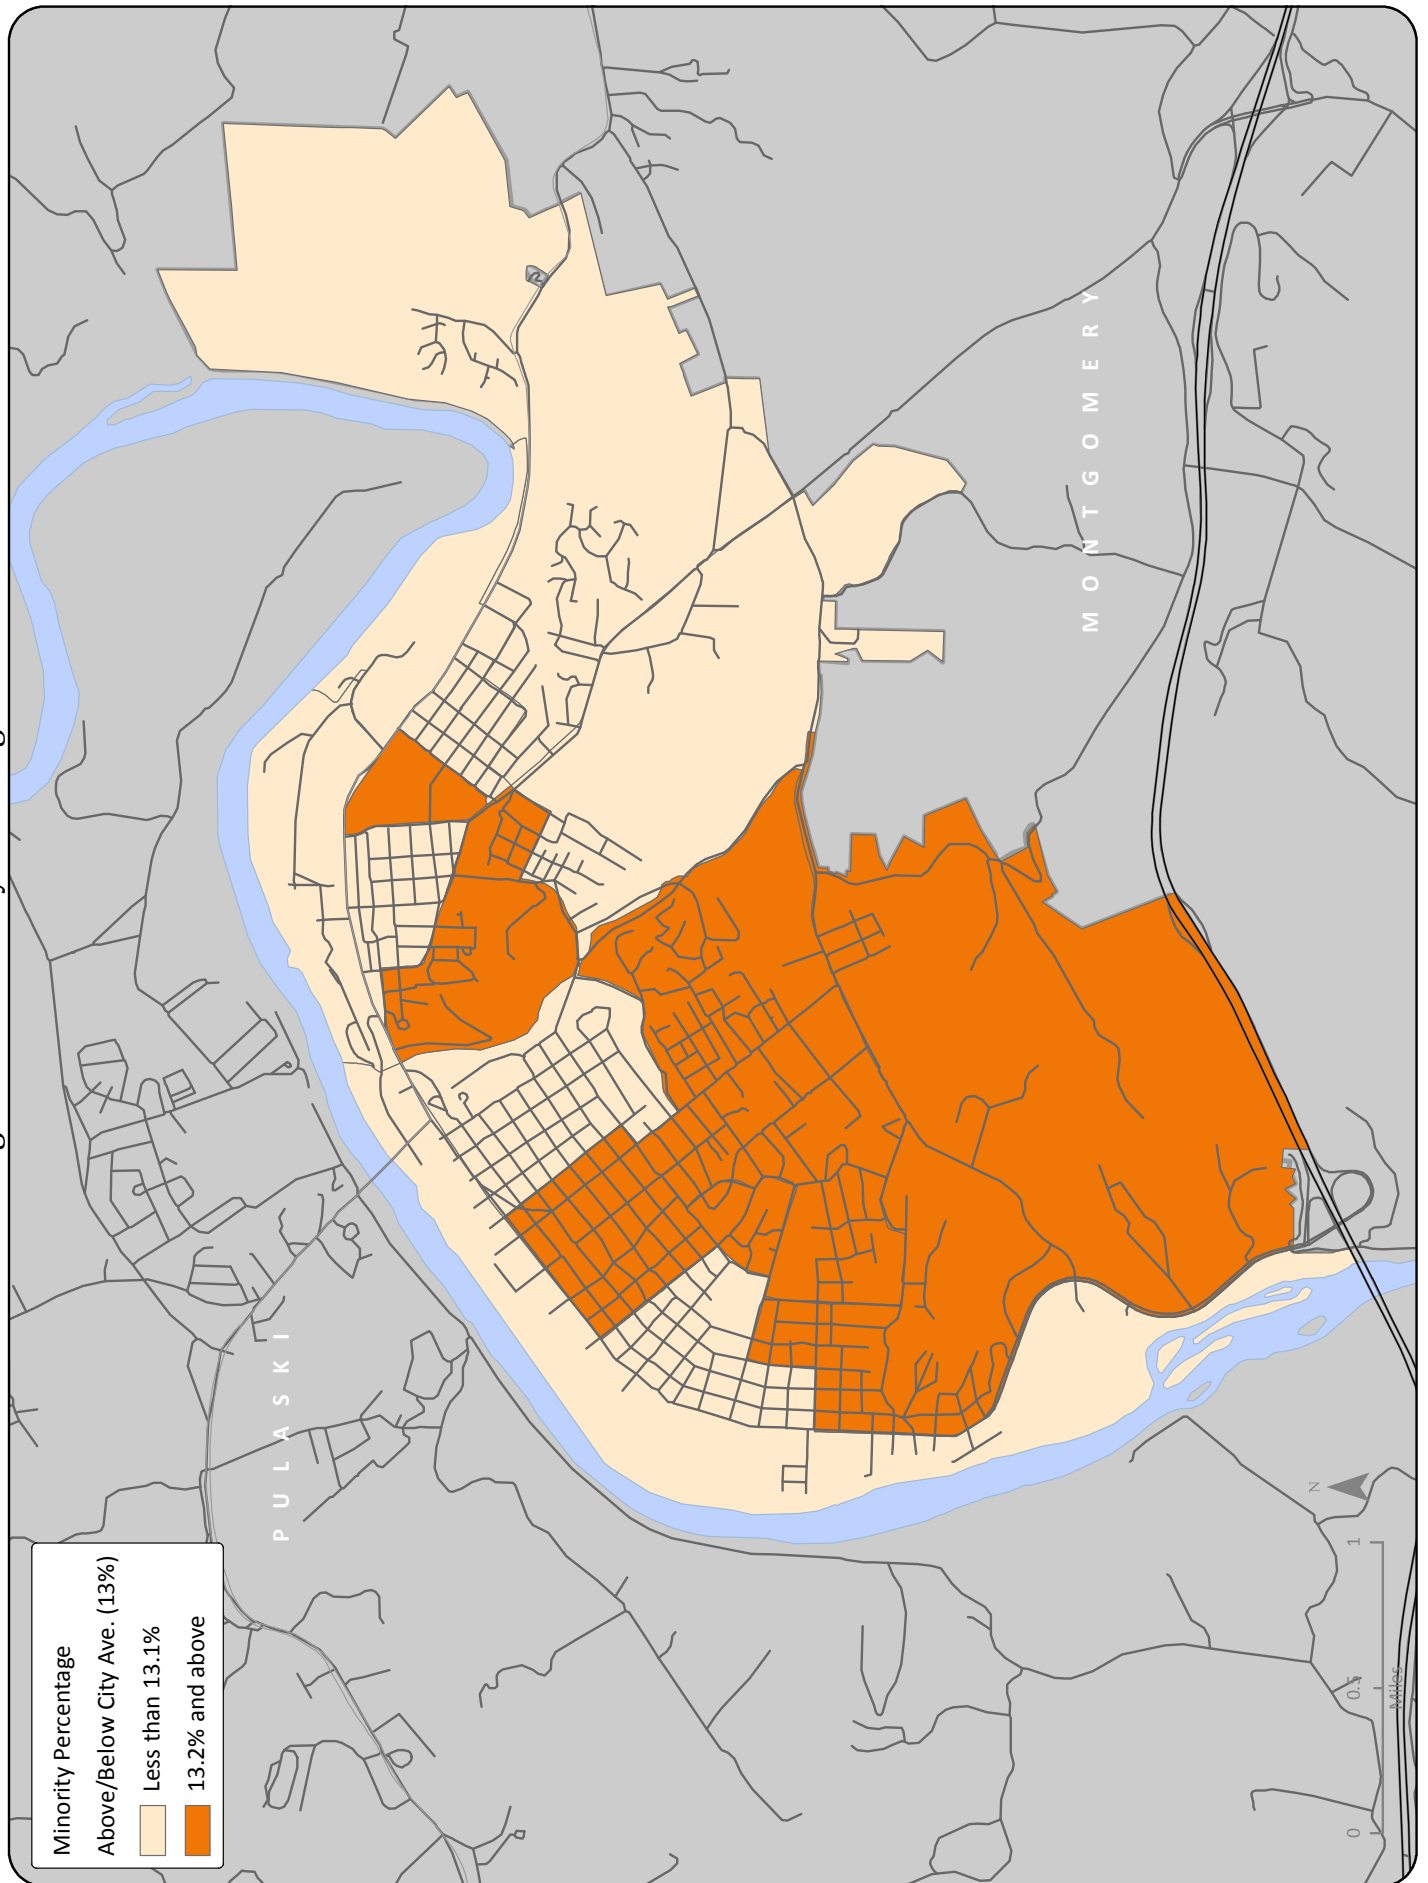 Minority Percentage
Above/Below City Ave. (13%)
Less than 13.1%
13.2% and above
PULASKI
MONTGOMERY
N
0 0.5 1
Miles